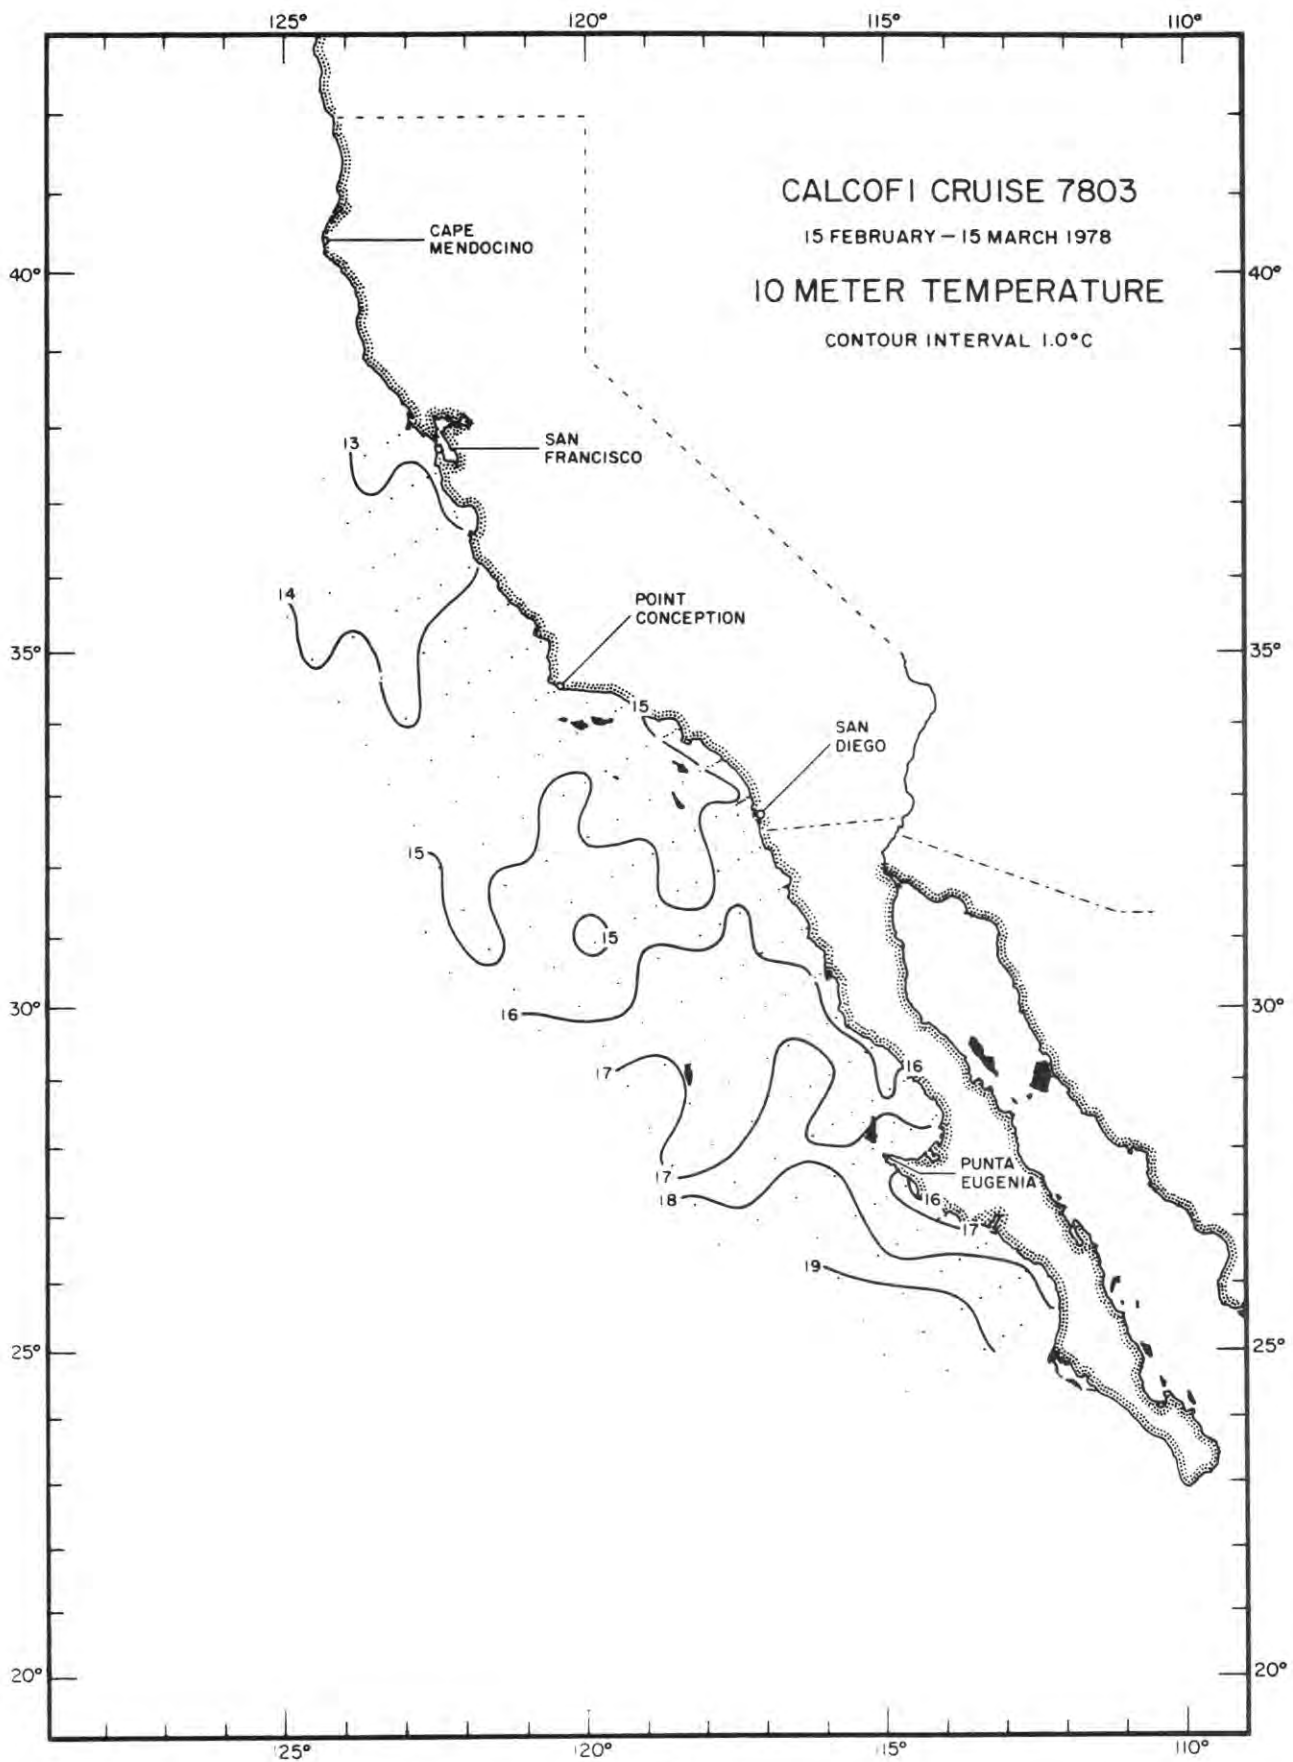 125° 120° 115° 110°
CALCOFI CRUISE 7803
15 FEBRUARY – 15 MARCH 1978
10 METER TEMPERATURE
CONTOUR INTERVAL 1.0°C
CAPE
MENDOCINO
40° 40°
SAN
FRANCISCO
13
14
POINT
CONCEPTION
35° 35°
15
SAN
DIEGO
15
15
16
30° 30°
17
16
17
PUNTA
EUGENIA
18
16
17
19
25° 25°
20° 20°
125° 120° 115° 110°